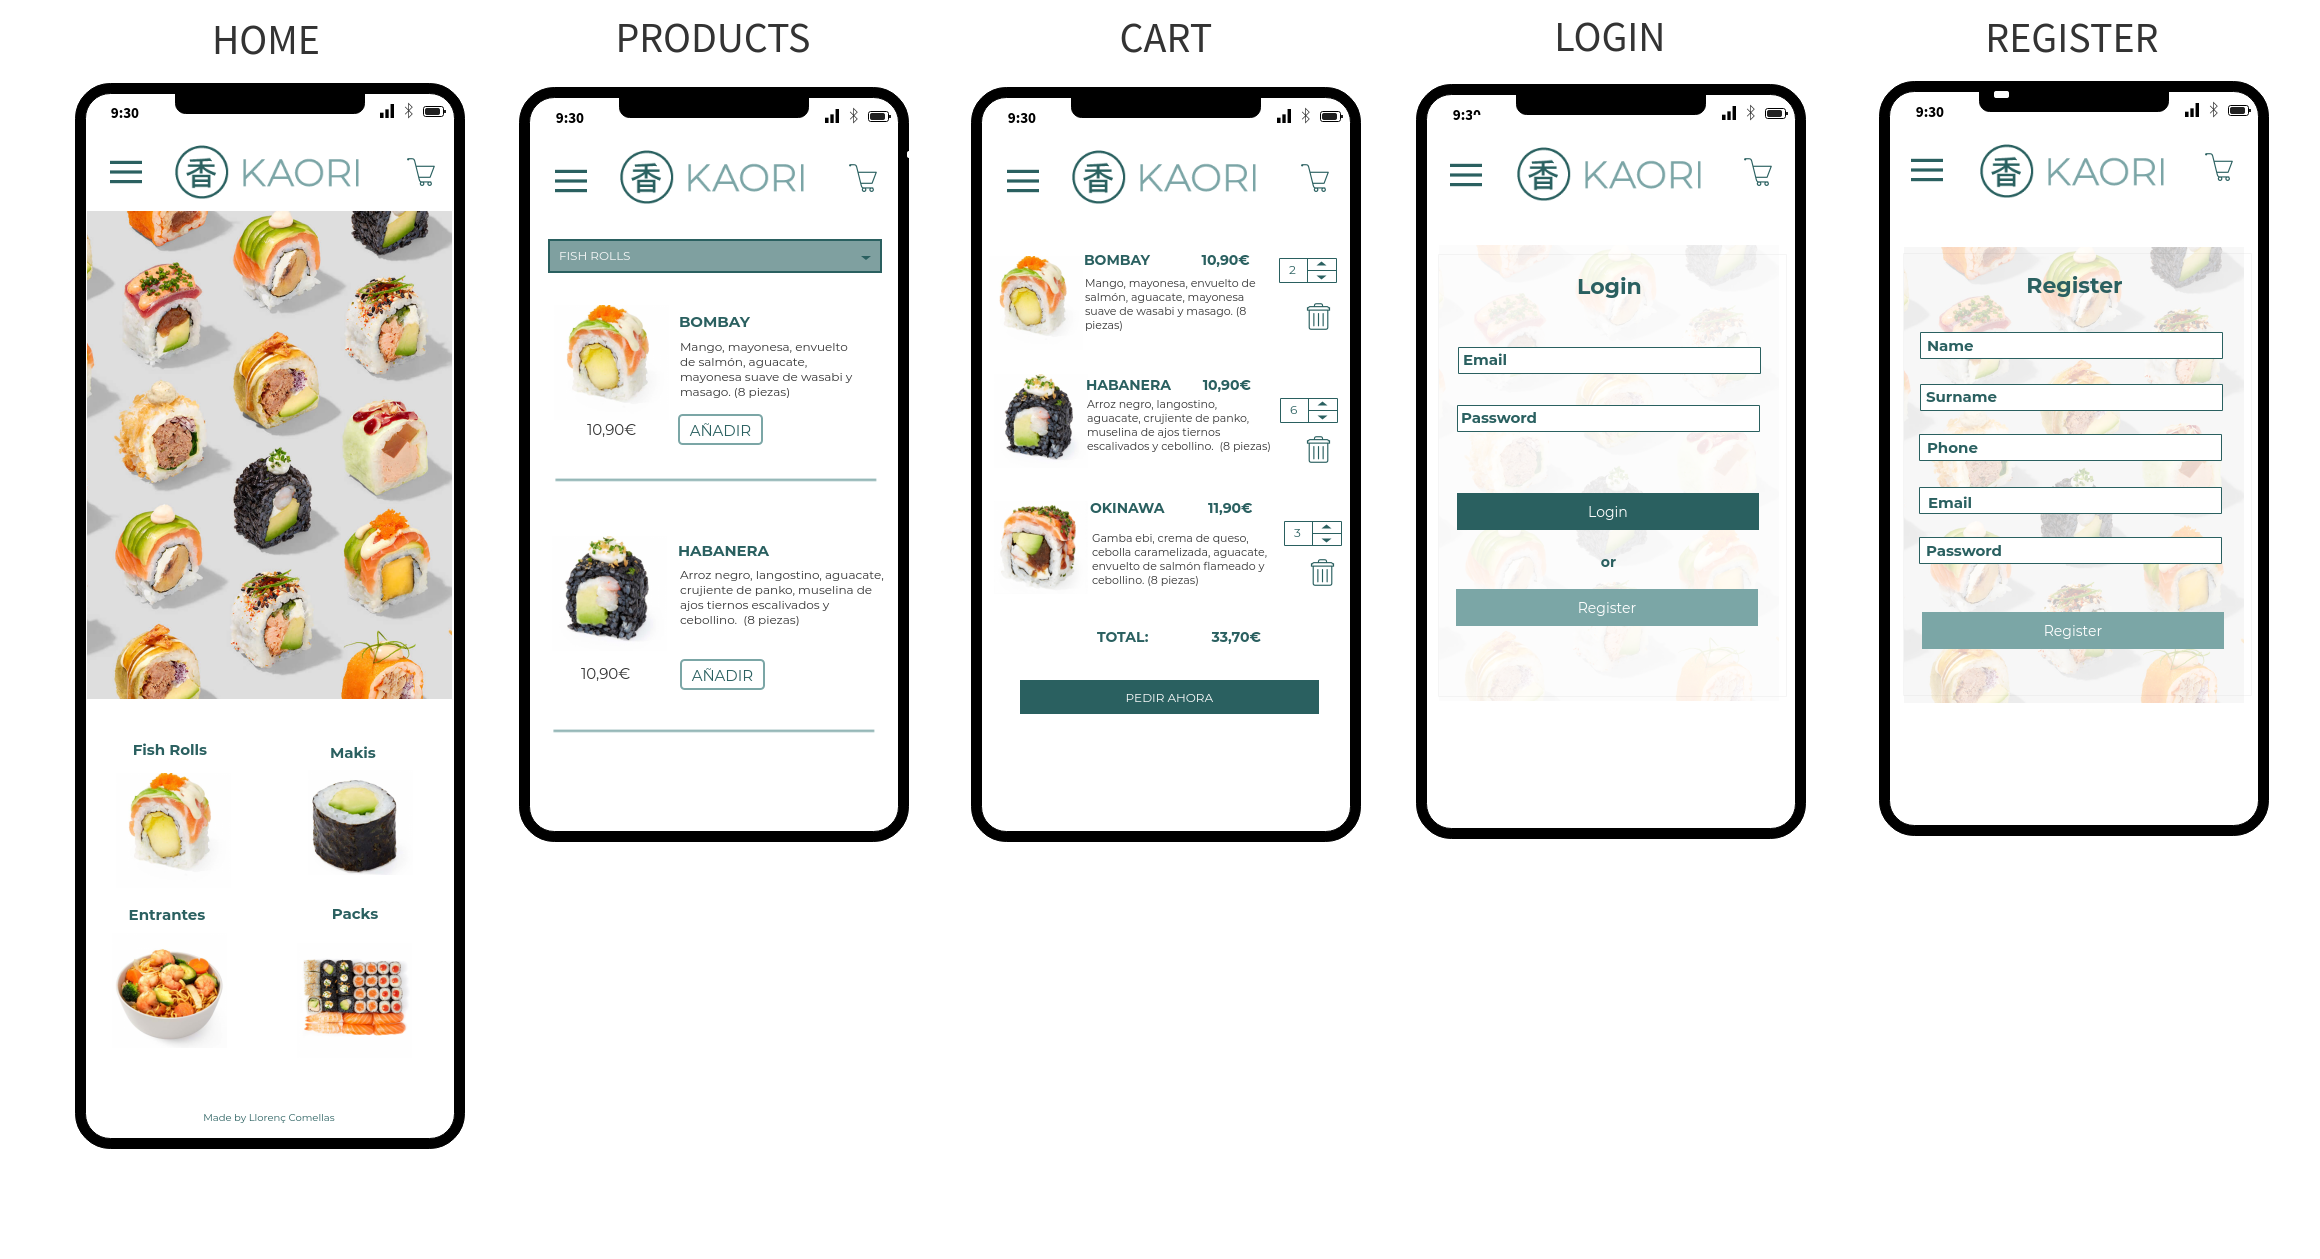 HOME
9:30
香 KAORI
Fish Rolls
Makis
Entrantes
Packs
Made by Llorenç Comellas
PRODUCTS
9:30
香 KAORI
FISH ROLLS
BOMBAY
Mango, mayonesa, envuelto
de salmón, aguacate,
mayonesa suave de wasabi y
masago. (8 piezas)
10,90€
AÑADIR
HABANERA
Arroz negro, langostino, aguacate,
crujiente de panko, muselina de
ajos tiernos escalivados y
cebollino. (8 piezas)
10,90€
AÑADIR
CART
9:30
香 KAORI
BOMBAY 10,90€
2
Mango, mayonesa, envuelto de
salmón, aguacate, mayonesa
suave de wasabi y masago. (8
piezas)
HABANERA 10,90€
6
Arroz negro, langostino,
aguacate, crujiente de panko,
muselina de ajos tiernos
escalivados y cebollino. (8 piezas)
OKINAWA 11,90€
3
Gamba ebi, crema de queso,
cebolla caramelizada, aguacate,
envuelto de salmón flameado y
cebollino. (8 piezas)
TOTAL: 33,70€
PEDIR AHORA
LOGIN
9:30
香 KAORI
Login
Email
Password
Login
or
Register
REGISTER
9:30
香 KAORI
Register
Name
Surname
Phone
Email
Password
Register